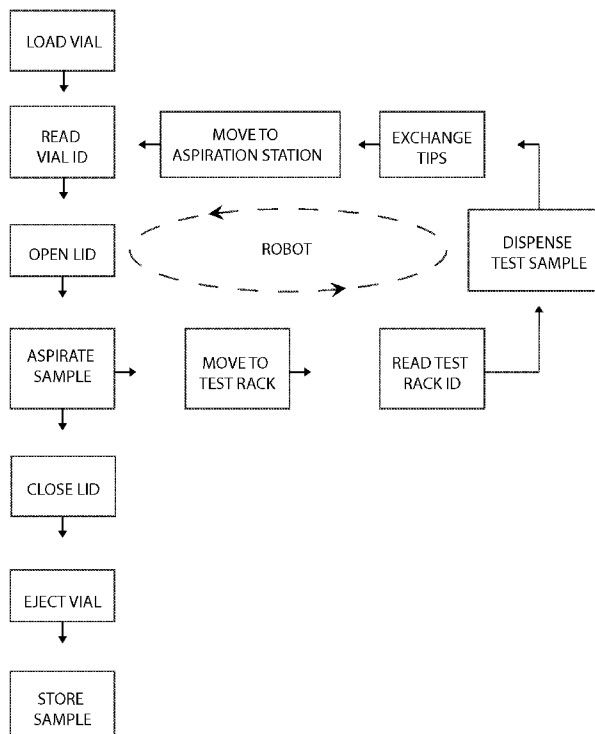 LOAD VIAL
READ
VIAL ID
MOVE TO
ASPIRATION STATION
EXCHANGE
TIPS
OPEN LID
ROBOT
DISPENSE
TEST SAMPLE
ASPIRATE
SAMPLE
MOVE TO
TEST RACK
READ TEST
RACK ID
CLOSE LID
EJECT VIAL
STORE
SAMPLE